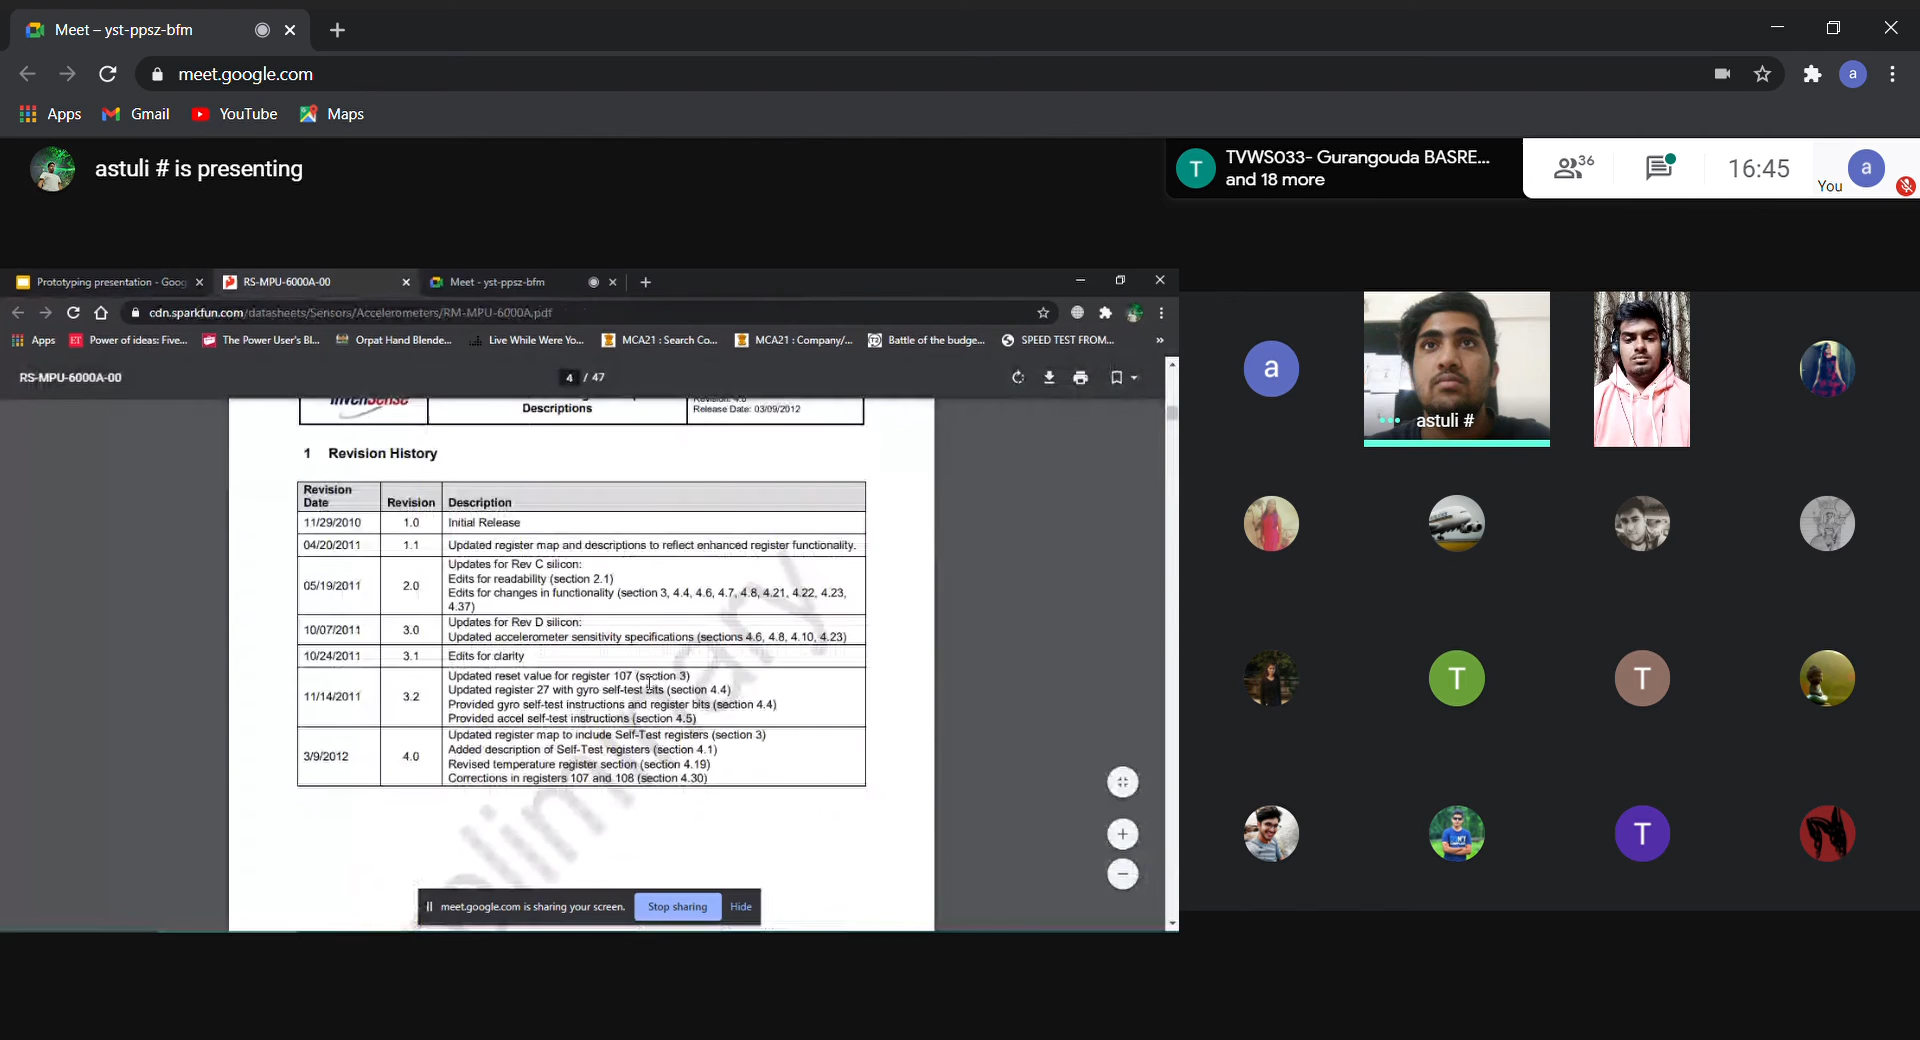 Meet – yst-ppsz-bfm
meet.google.com
a
Apps
Gmail
YouTube
Maps
astuli # is presenting
T
TVWS033- Gurangouda BASRE...
and 18 more
36
16:45
You
a
Prototyping presentation - Goog
RS-MPU-6000A-00
Meet - yst-ppsz-bfm
cdn.sparkfun.com/datasheets/Sensors/Accelerometers/RM-MPU-6000A.pdf
Apps
ET Power of ideas: Five...
The Power User's Bl...
Orpat Hand Blende...
Live While Were Yo...
MCA21 : Search Co...
MCA21 : Company/...
Battle of the budge...
SPEED TEST FROM...
»
RS-MPU-6000A-00
4 / 47
InvenSense
Descriptions
Revision: 4.0
Release Date: 03/09/2012
1 Revision History
Revision Date
Revision
Description
11/29/2010 1.0 Initial Release
04/20/2011 1.1 Updated register map and descriptions to reflect enhanced register functionality.
05/19/2011 2.0 Updates for Rev C silicon:
Edits for readability (section 2.1)
Edits for changes in functionality (section 3, 4.4, 4.6, 4.7, 4.8, 4.21, 4.22, 4.23,
4.37)
10/07/2011 3.0 Updates for Rev D silicon:
Updated accelerometer sensitivity specifications (sections 4.6, 4.8, 4.10, 4.23)
10/24/2011 3.1 Edits for clarity
11/14/2011 3.2 Updated reset value for register 107 (section 3)
Updated register 27 with gyro self-test bits (section 4.4)
Provided gyro self-test instructions and register bits (section 4.4)
Provided accel self-test instructions (section 4.5)
3/9/2012 4.0 Updated register map to include Self-Test registers (section 3)
Added description of Self-Test registers (section 4.1)
Revised temperature register section (section 4.19)
Corrections in registers 107 and 108 (section 4.30)
meet.google.com is sharing your screen.
Stop sharing
Hide
a
astuli #
T
T
T